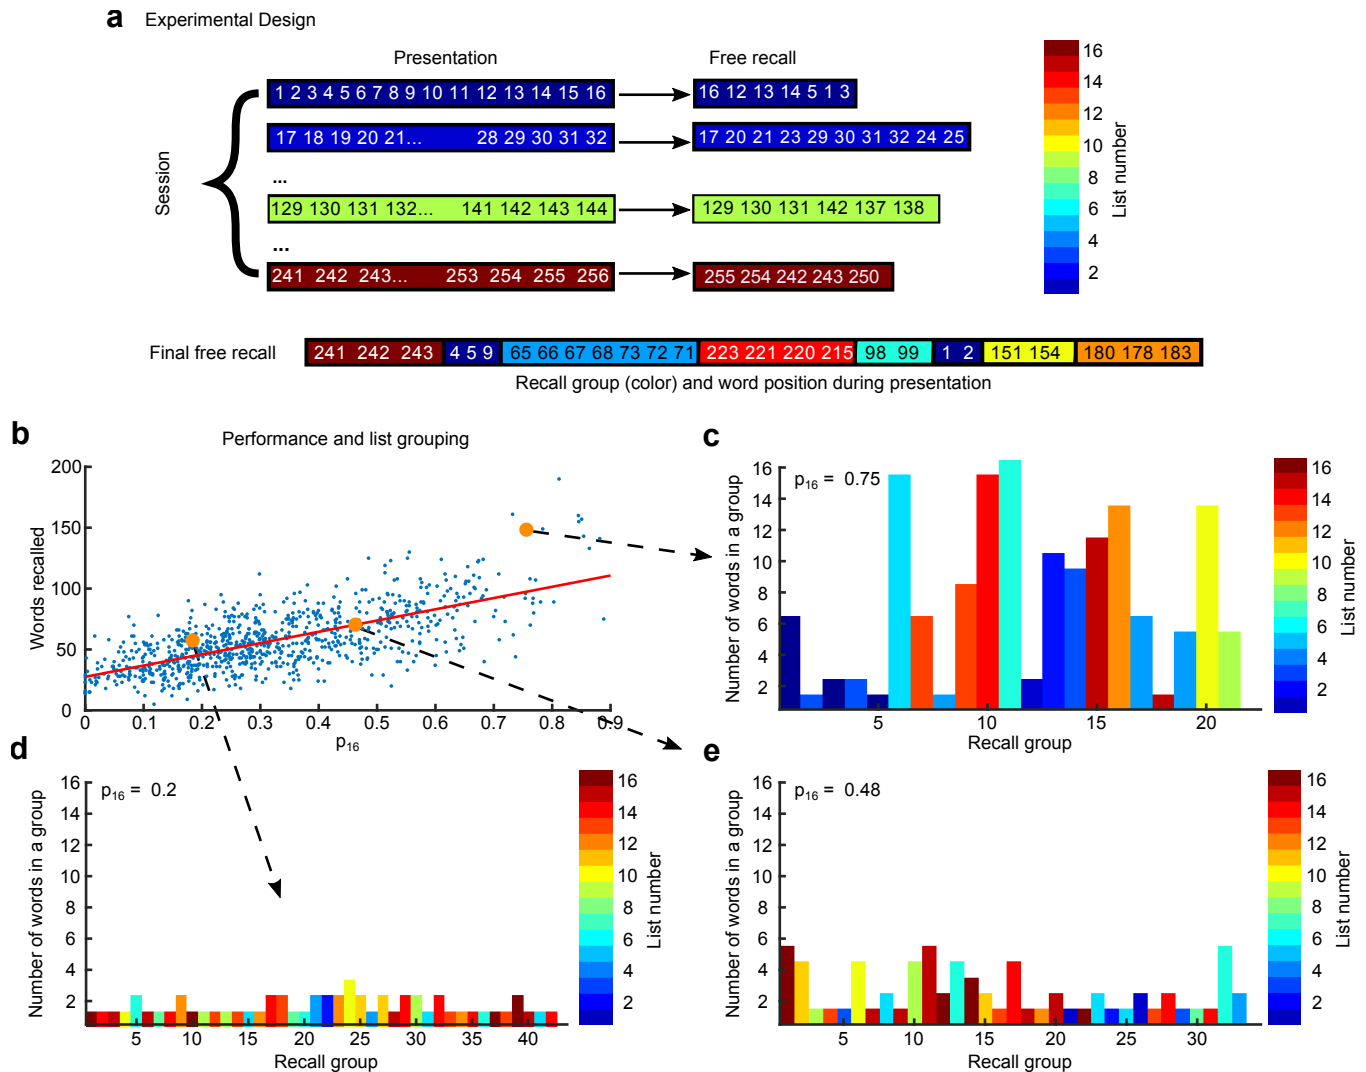 a Experimental Design
Presentation
Free recall
Session
1 2 3 4 5 6 7 8 9 10 11 12 13 14 15 16
16 12 13 14 5 1 3
17 18 19 20 21... 28 29 30 31 32
17 20 21 23 29 30 31 32 24 25
...
129 130 131 132... 141 142 143 144
129 130 131 142 137 138
...
241 242 243... 253 254 255 256
255 254 242 243 250
16
14
12
10
8
6
4
2
List number
Final free recall
241 242 243 4 5 9 65 66 67 68 73 72 71 223 221 220 215 98 99 1 2 151 154 180 178 183
Recall group (color) and word position during presentation
b
Performance and list grouping
Words recalled
200
150
100
50
0
0 0.1 0.2 0.3 0.4 0.5 0.6 0.7 0.8 0.9
p16
c
p16 = 0.75
Number of words in a group
16
14
12
10
8
6
4
2
5 10 15 20
Recall group
16
14
12
10
8
6
4
2
List number
d
p16 = 0.2
Number of words in a group
16
14
12
10
8
6
4
2
5 10 15 20 25 30 35 40
Recall group
16
14
12
10
8
6
4
2
List number
e
p16 = 0.48
Number of words in a group
16
14
12
10
8
6
4
2
5 10 15 20 25 30
Recall group
16
14
12
10
8
6
4
2
List number